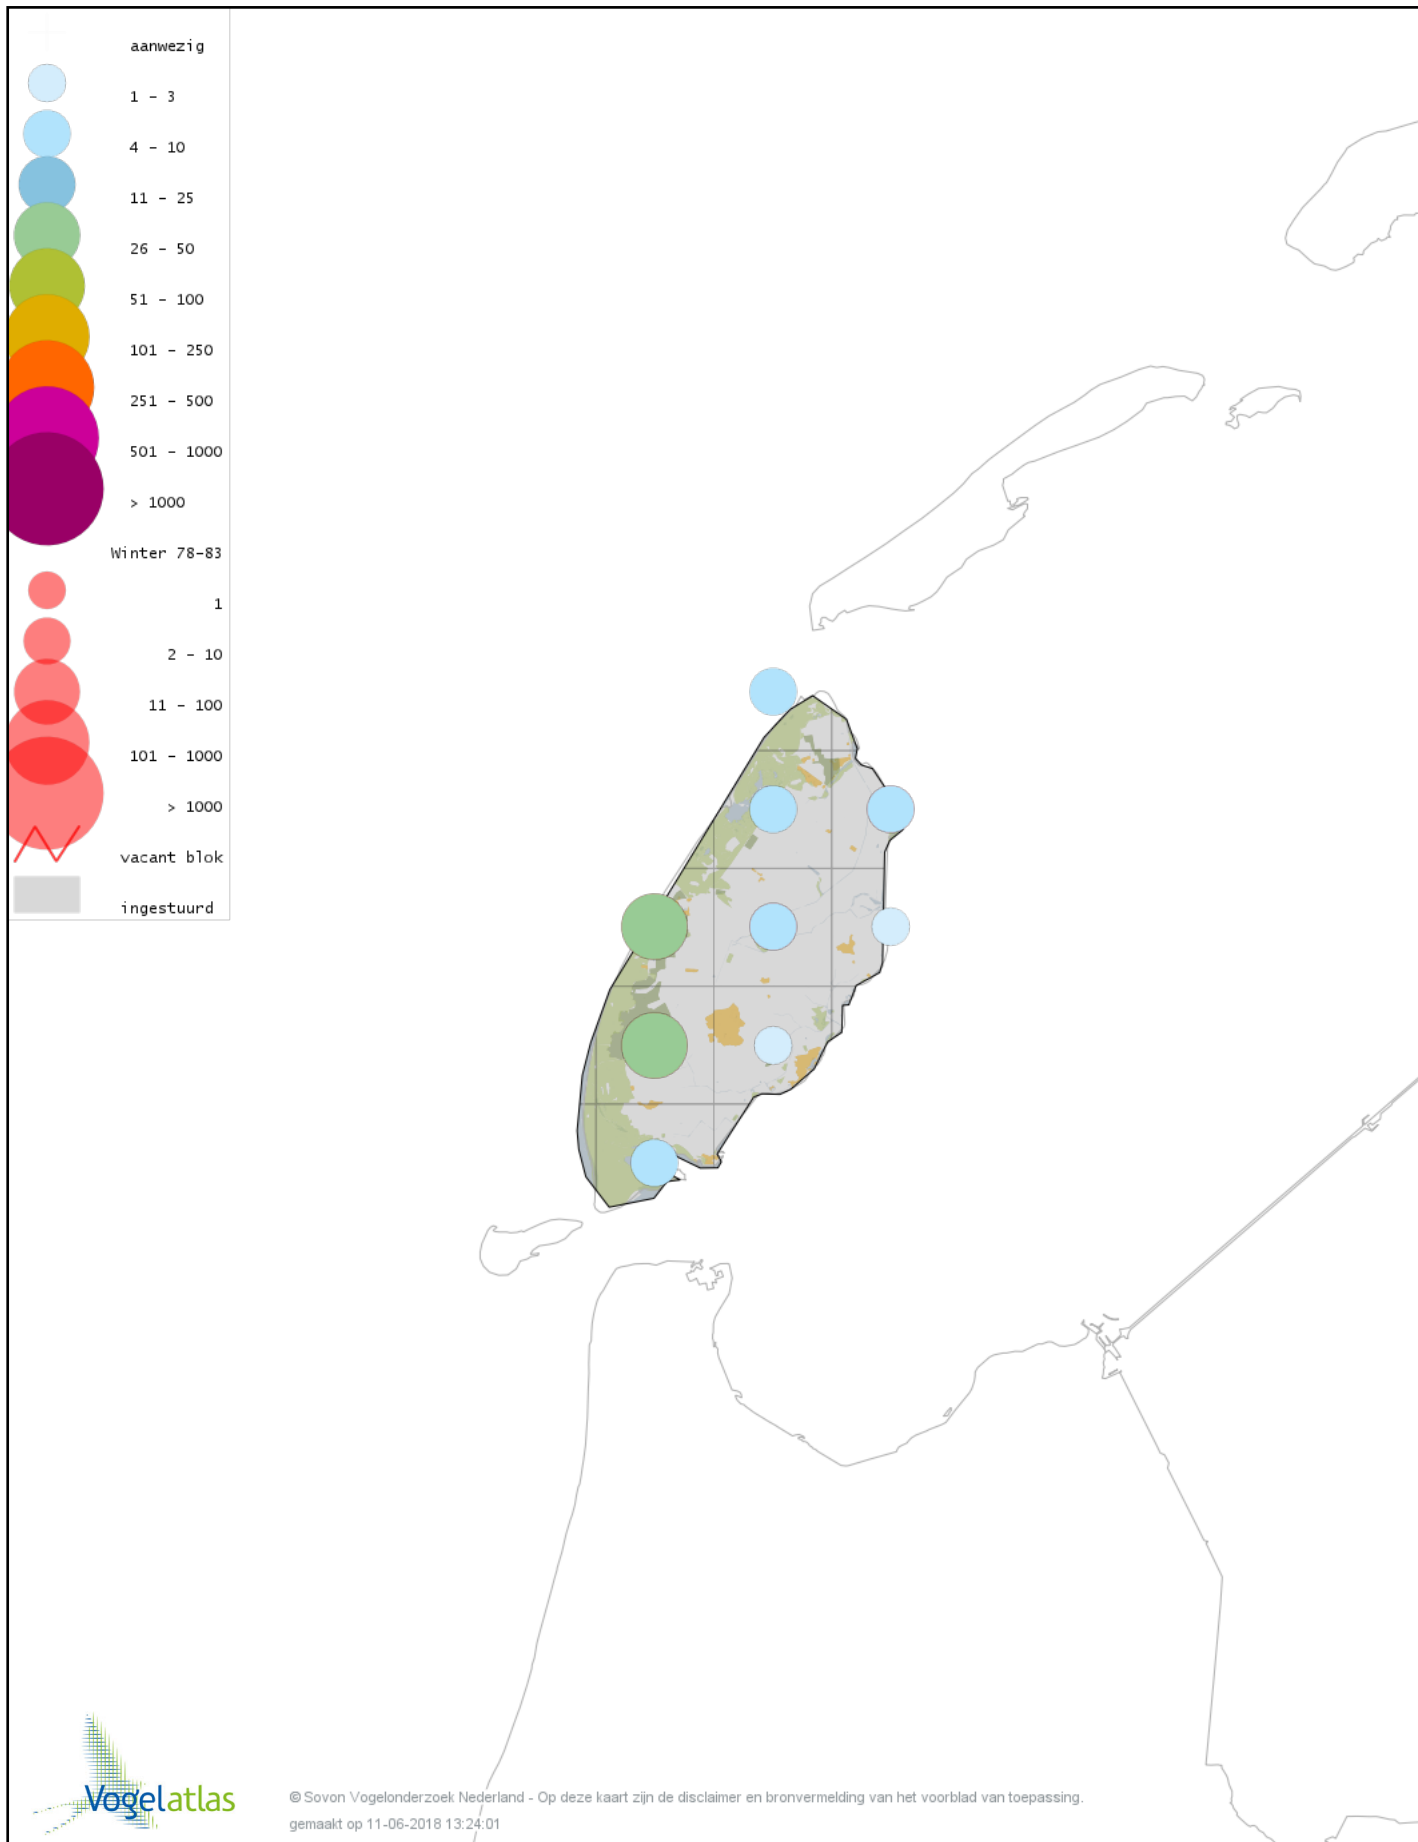 aanwezig
1 - 3
4 - 10
11 - 25
26 - 50
51 - 100
101 - 250
251 - 500
501 - 1000
> 1000
Winter 78-83
1
2 - 10
11 - 100
101 - 1000
> 1000
vacant blok
ingestuurd
Vogelatlas
© Sovon Vogelonderzoek Nederland - Op deze kaart zijn de disclaimer en bronvermelding van het voorblad van toepassing.
gemaakt op 11-06-2018 13:24:01